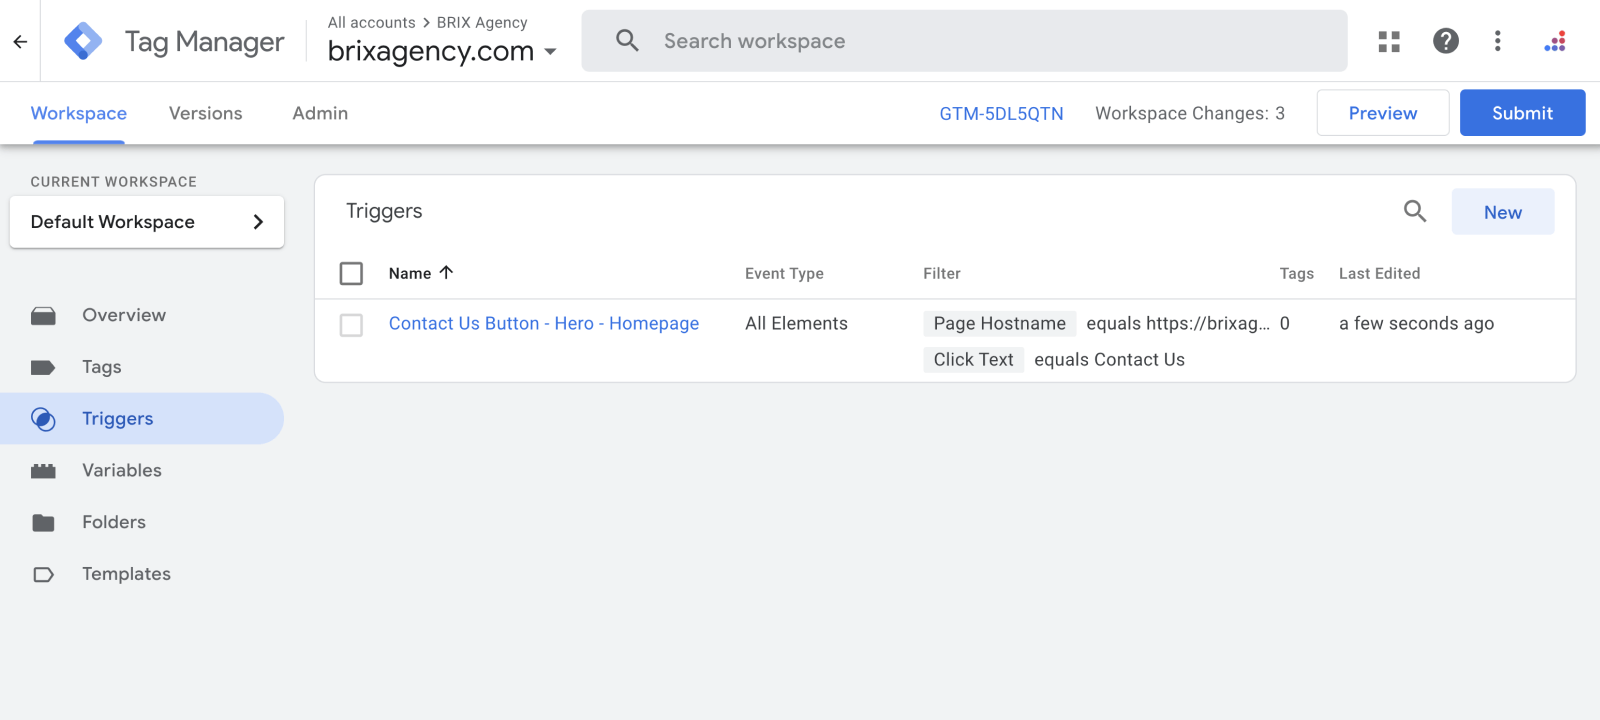 Tag Manager
All accounts > BRIX Agency
brixagency.com
Search workspace
Workspace
Versions
Admin
GTM-5DL5QTN
Workspace Changes: 3
Preview
Submit
CURRENT WORKSPACE
Default Workspace
Overview
Tags
Triggers
Variables
Folders
Templates
Triggers
New
Name
Event Type
Filter
Tags
Last Edited
Contact Us Button - Hero - Homepage
All Elements
Page Hostname equals https://brixag...
0
a few seconds ago
Click Text equals Contact Us